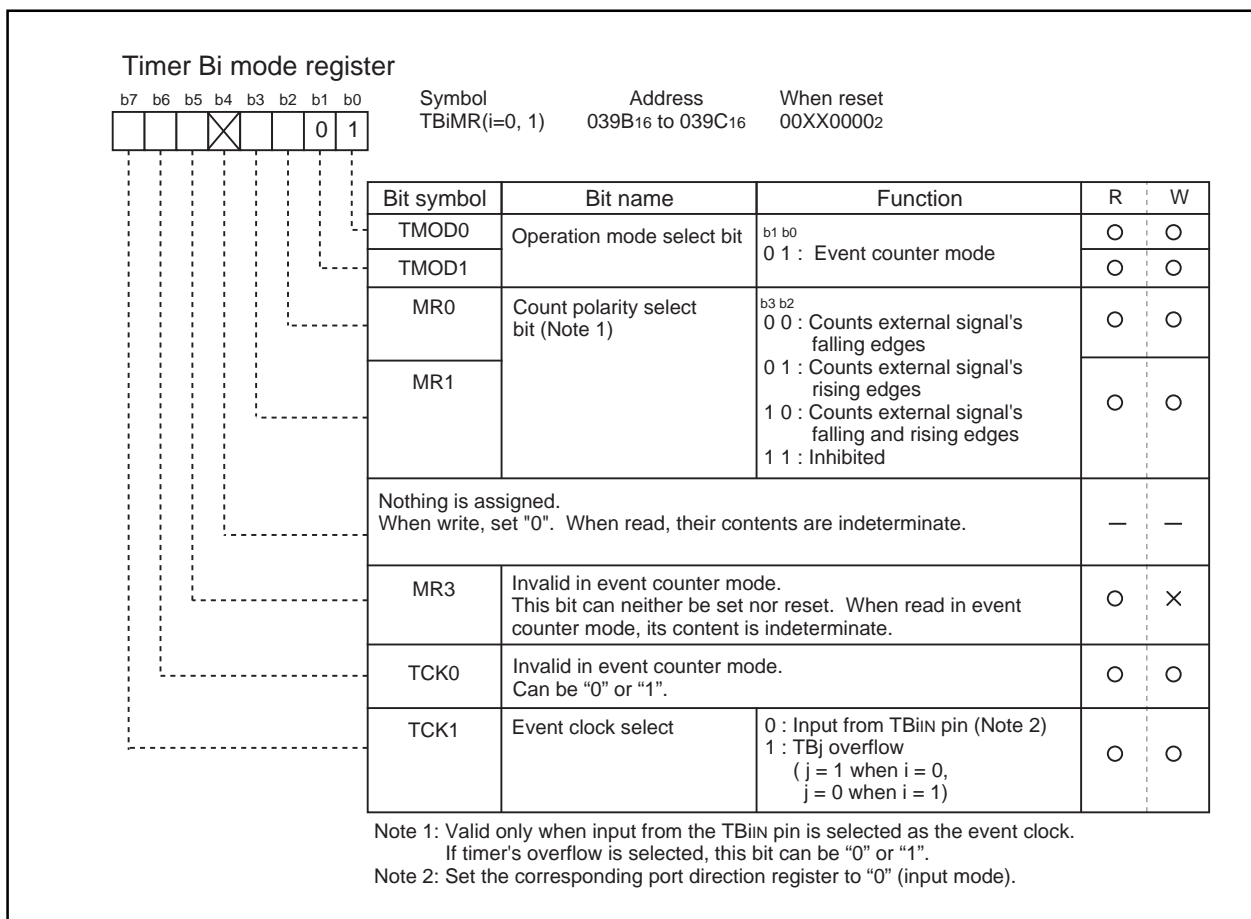 Timer Bi mode register
b7 b6 b5 b4 b3 b2 b1 b0
0 1
Symbol Address When reset
TBiMR(i=0, 1) 039B16 to 039C16 00XX00002
Bit symbol Bit name Function R W
TMOD0 Operation mode select bit b1 b0
0 1 : Event counter mode
TMOD1
MR0 Count polarity select
bit (Note 1)
b3 b2
0 0 : Counts external signal's
falling edges
0 1 : Counts external signal's
rising edges
1 0 : Counts external signal's
falling and rising edges
1 1 : Inhibited
MR1
Nothing is assigned.
When write, set "0". When read, their contents are indeterminate.
MR3 Invalid in event counter mode.
This bit can neither be set nor reset. When read in event
counter mode, its content is indeterminate.
TCK0 Invalid in event counter mode.
Can be “0” or “1”.
TCK1 Event clock select 0 : Input from TBiIN pin (Note 2)
1 : TBj overflow
( j = 1 when i = 0,
j = 0 when i = 1)
Note 1: Valid only when input from the TBiIN pin is selected as the event clock.
If timer's overflow is selected, this bit can be “0” or “1”.
Note 2: Set the corresponding port direction register to “0” (input mode).